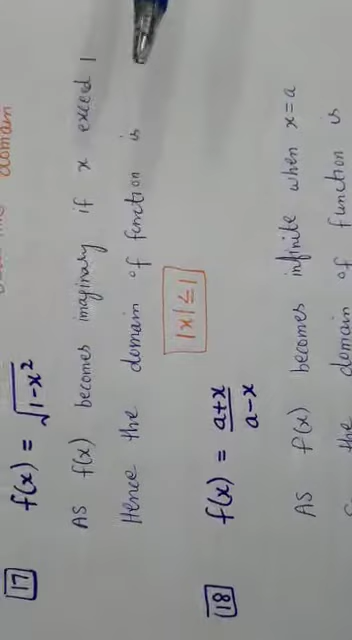 domain
17 f(x) = √1-x²
AS f(x) becomes imaginary if x exceed 1
Hence the domain of function is
|x| ≤ 1
18 f(x) = a+x / a-x
AS f(x) becomes infinite when x=a
the domain of function is